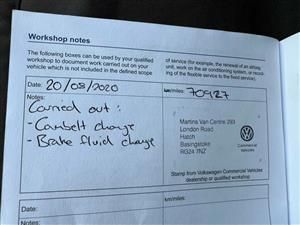 Workshop notes
The following boxes can be used by your qualified
workshop to document work carried out on your
vehicle which is not included in the defined scope
of service (for example, the renewal of an airbag
unit, work on the air conditioning system, or record-
ing of the flexible service to the fixed service).
Date: 20/03/2020
km/miles: 70927
Notes:
Carried out:
- Cambelt change
- Brake fluid change
Martins Van Centre 293
London Road
Hatch
Basingstoke
RG24 7NZ
Commercial
Vehicles
Stamp from Volkswagen Commercial Vehicles
dealership or qualified workshop
Date:
km/miles:
Notes: